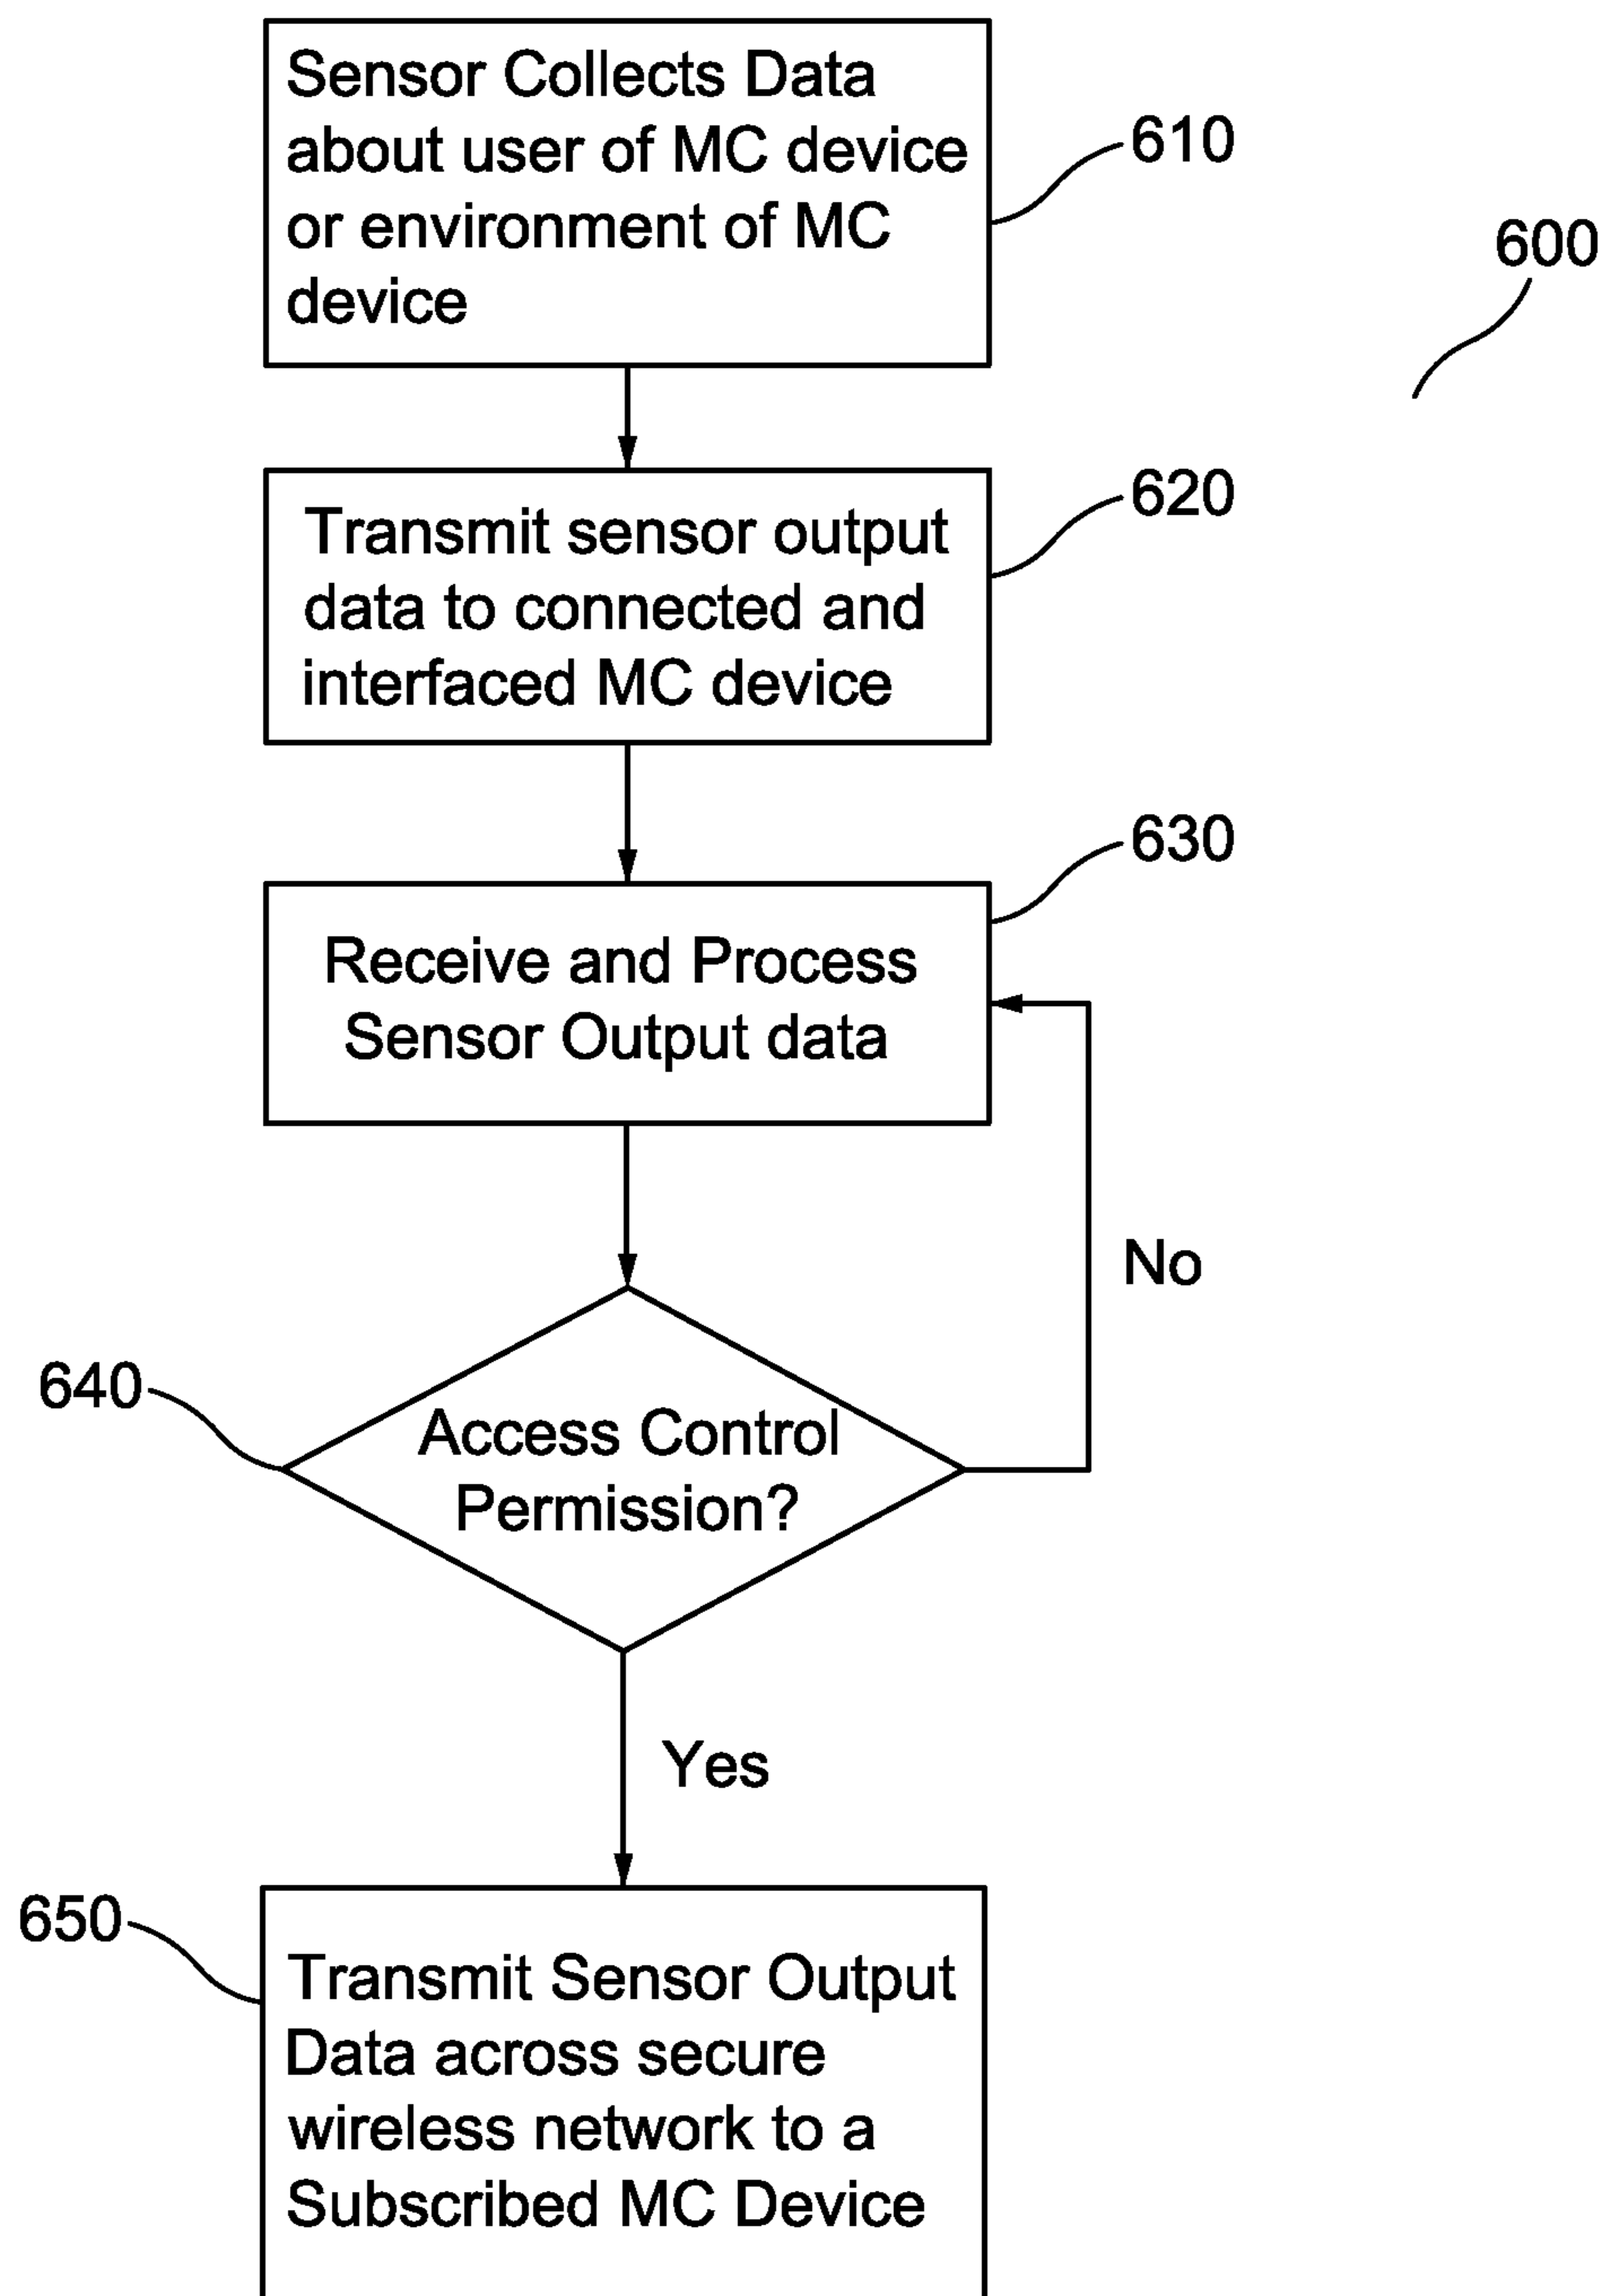 Sensor Collects Data
about user of MC device
or environment of MC
device
610
600
Transmit sensor output
data to connected and
interfaced MC device
620
630
Receive and Process
Sensor Output data
No
640
Access Control
Permission?
Yes
650
Transmit Sensor Output
Data across secure
wireless network to a
Subscribed MC Device